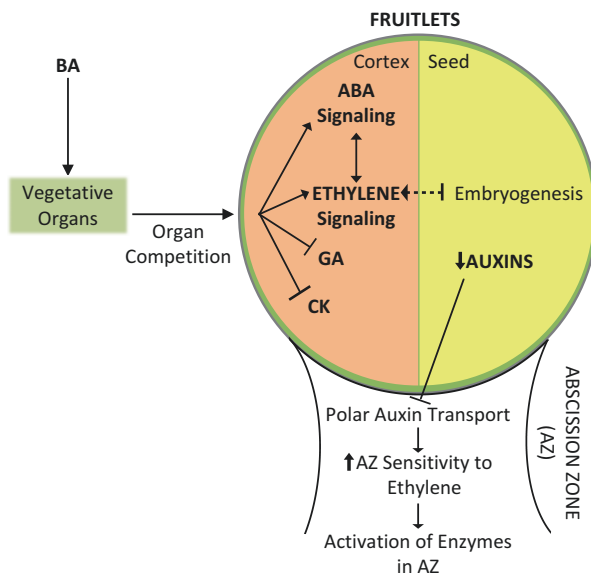 FRUITLETS
BA
Cortex
Seed
ABA
Signaling
Vegetative
Organs
Organ
Competition
ETHYLENE
Signaling
Embryogenesis
GA
CK
↓AUXINS
Polar Auxin Transport
↑AZ Sensitivity to
Ethylene
Activation of Enzymes
in AZ
ABSCISSION ZONE
(AZ)